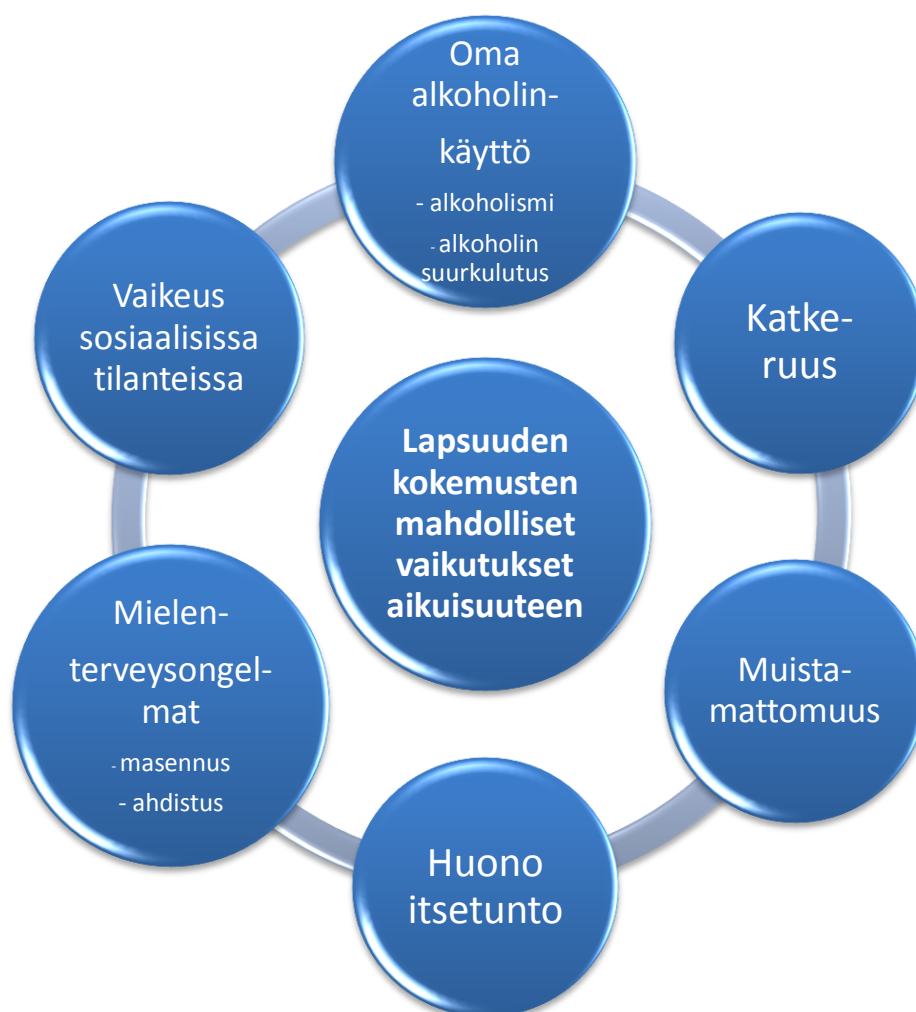 Oma
alkoholin-
käyttö
- alkoholismi
- alkoholin
suurkulutus
Katke-
ruus
Muista-
mattomuus
Huono
itsetunto
Mielen-
terveysongel-
mat
- masennus
- ahdistus
Vaikeus
sosiaalisissa
tilanteissa
Lapsuuden
kokemusten
mahdolliset
vaikutukset
aikuisuuteen